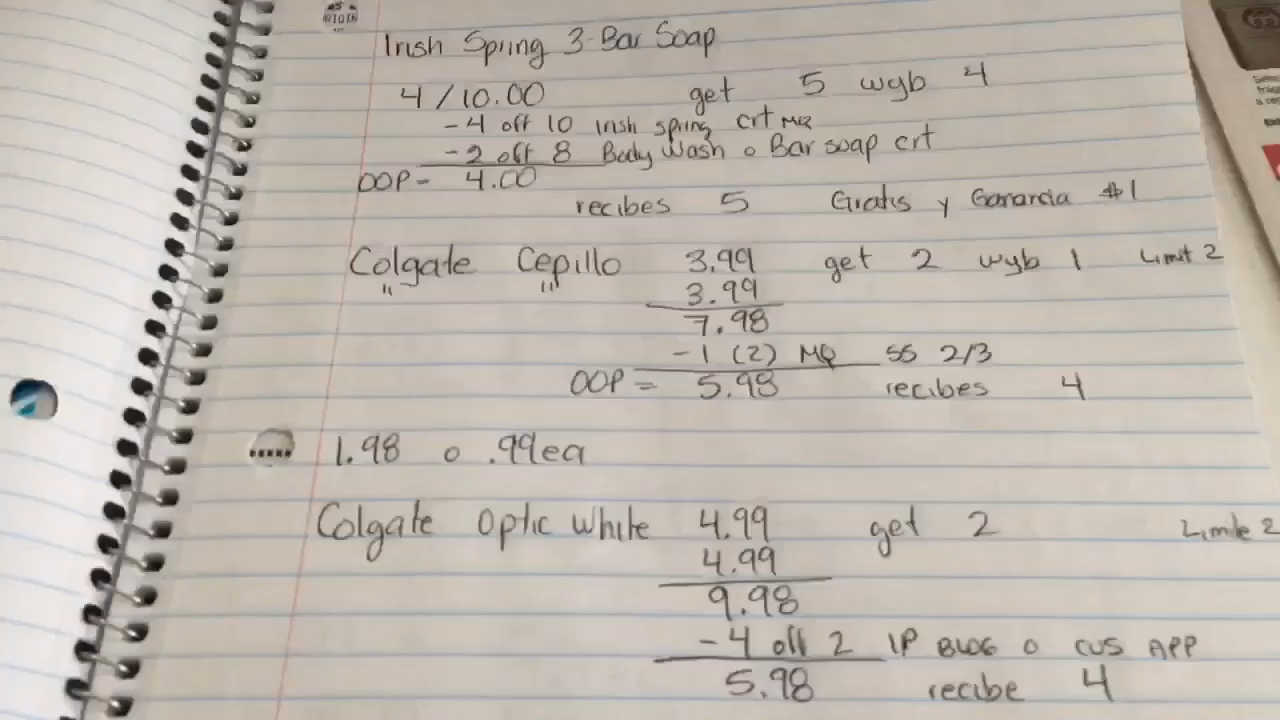 RIGIN
Irish Spring 3-Bar Soap
4/10.00 get 5 wyb 4
-4 off 10 Irish spring crt MQ
-2 off 8 Body Wash o Bar soap crt
OOP - 4.00
recibes 5 Gratis y Ganancia $1
Colgate Cepillo 3.99 get 2 wyb 1 Limit 2
" " 3.99
7.98
-1 (2) MQ SS 2/3
OOP = 5.98 recibes 4
1.98 o .99ea
Colgate Optic White 4.99 get 2 Limite 2
4.99
9.98
-4 off 2 IP BLOG o CVS APP
5.98 recibe 4